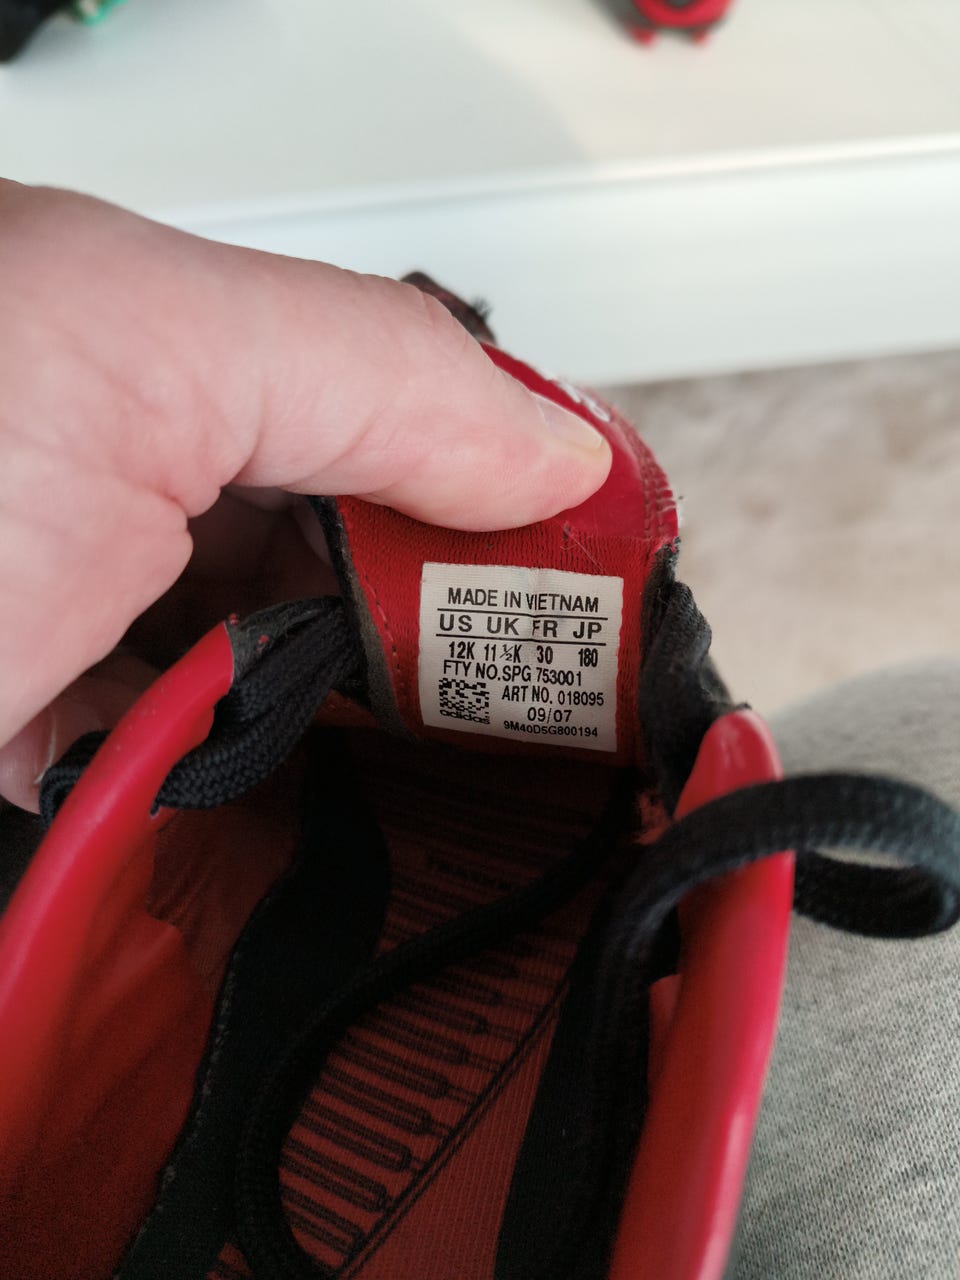 MADE IN VIETNAM
US UK FR JP
12K 11½K 30 180
FTY NO.SPG 753001
ART NO. 018095
adidas
09/07
9M40D5G800194